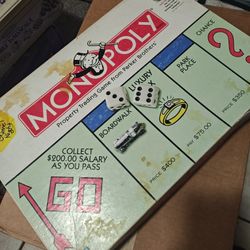 MONOPOLY
Property Trading Game from Parker Brothers
CHANCE
?
PARK
PLACE
PRICE $350
LUXURY
TAX
PAY $75.00
BOARDWALK
PRICE $400
COLLECT
$200.00 SALARY
AS YOU PASS
GO